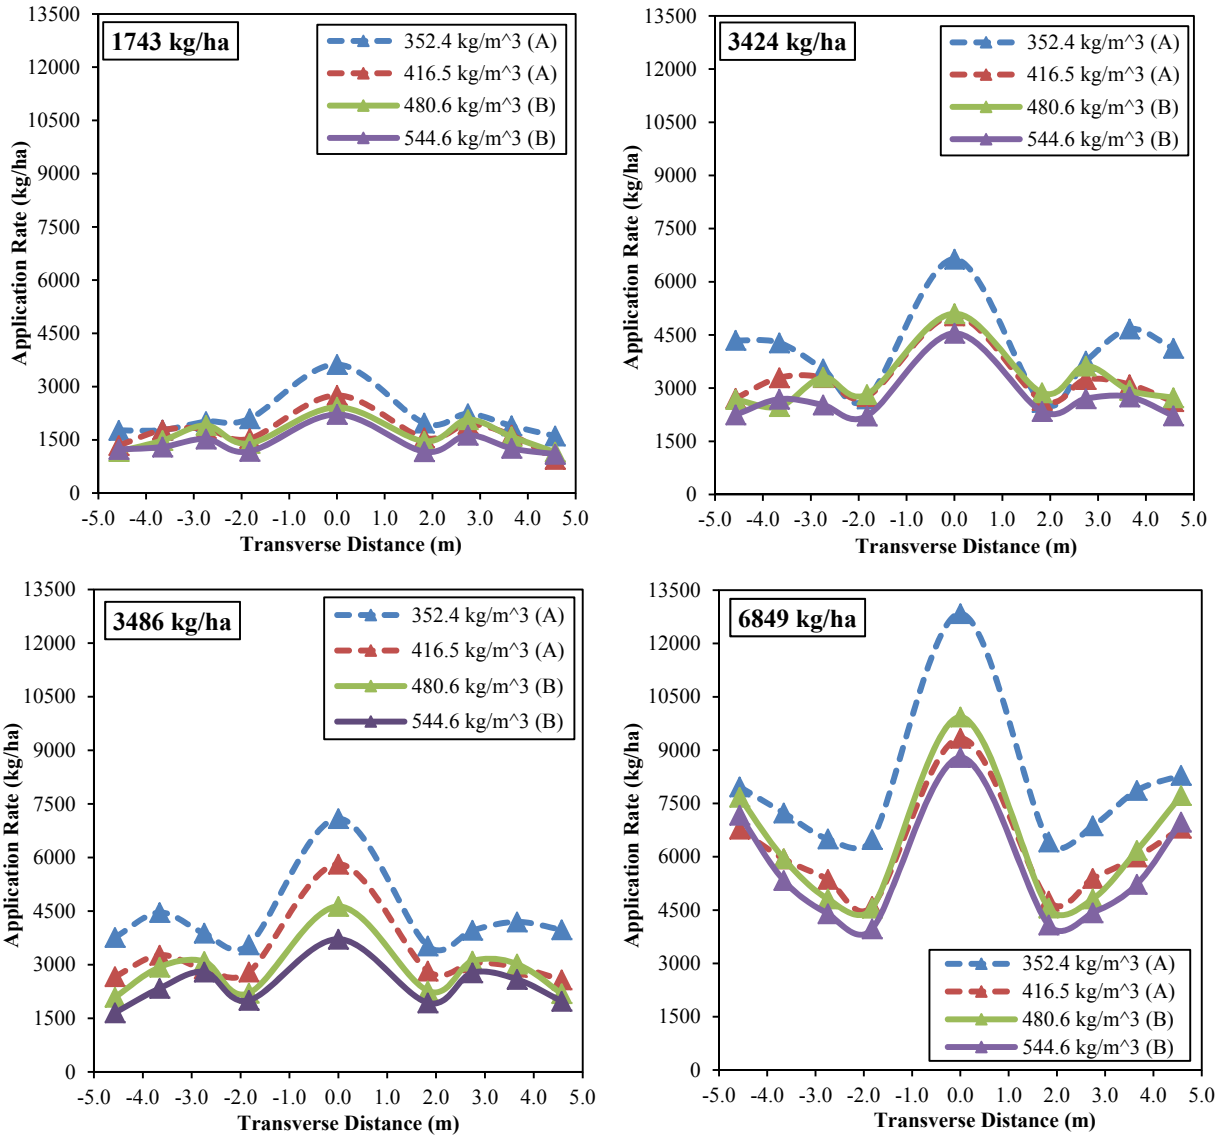 1743 kg/ha
352.4 kg/m^3 (A)
416.5 kg/m^3 (A)
480.6 kg/m^3 (B)
544.6 kg/m^3 (B)
Application Rate (kg/ha)
13500
12000
10500
9000
7500
6000
4500
3000
1500
0
-5.0 -4.0 -3.0 -2.0 -1.0 0.0 1.0 2.0 3.0 4.0 5.0
Transverse Distance (m)
3424 kg/ha
352.4 kg/m^3 (A)
416.5 kg/m^3 (A)
480.6 kg/m^3 (B)
544.6 kg/m^3 (B)
Application Rate (kg/ha)
13500
12000
10500
9000
7500
6000
4500
3000
1500
0
-5.0 -4.0 -3.0 -2.0 -1.0 0.0 1.0 2.0 3.0 4.0 5.0
Transverse Distance (m)
3486 kg/ha
352.4 kg/m^3 (A)
416.5 kg/m^3 (A)
480.6 kg/m^3 (B)
544.6 kg/m^3 (B)
Application Rate (kg/ha)
13500
12000
10500
9000
7500
6000
4500
3000
1500
0
-5.0 -4.0 -3.0 -2.0 -1.0 0.0 1.0 2.0 3.0 4.0 5.0
Transverse Distance (m)
6849 kg/ha
352.4 kg/m^3 (A)
416.5 kg/m^3 (A)
480.6 kg/m^3 (B)
544.6 kg/m^3 (B)
Application Rate (kg/ha)
13500
12000
10500
9000
7500
6000
4500
3000
1500
0
-5.0 -4.0 -3.0 -2.0 -1.0 0.0 1.0 2.0 3.0 4.0 5.0
Transverse Distance (m)